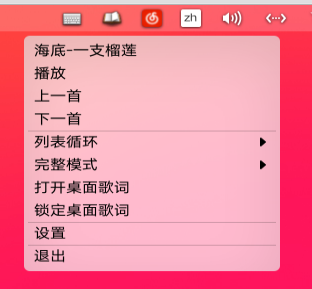 zh
海底-一支榴莲
播放
上一首
下一首
列表循环
完整模式
打开桌面歌词
锁定桌面歌词
设置
退出